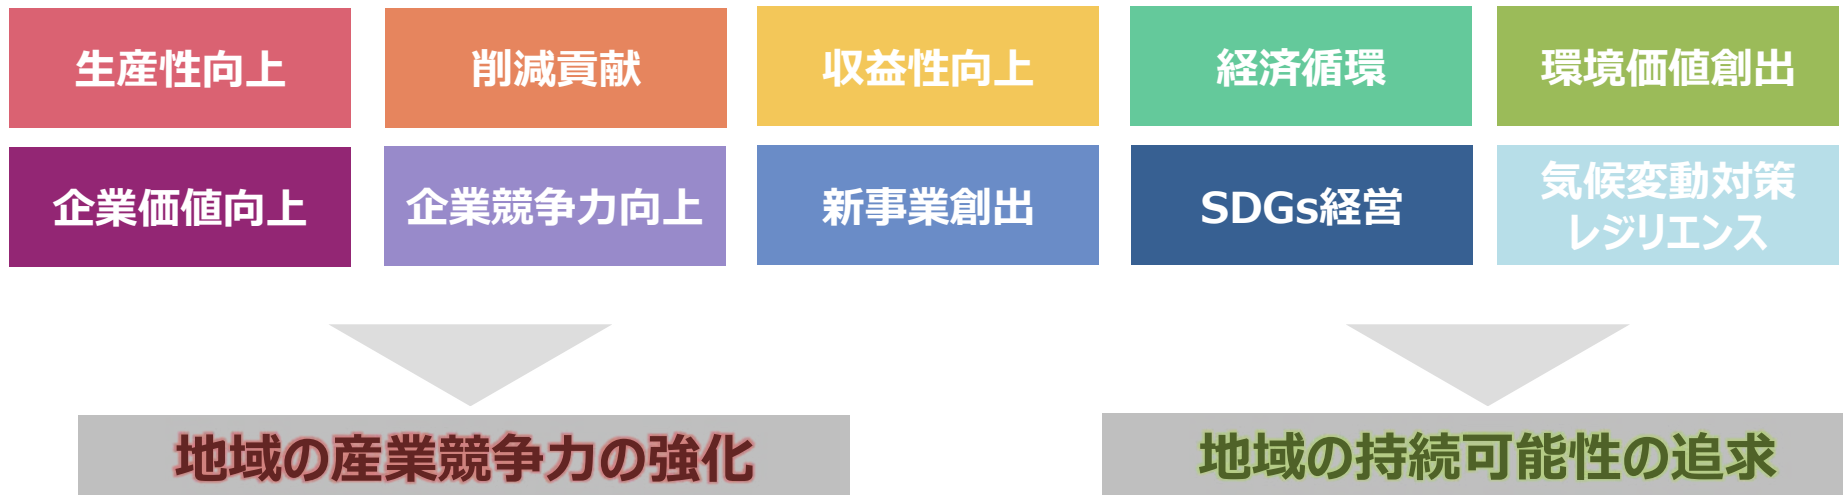 生産性向上
削減貢献
収益性向上
経済循環
環境価値創出
企業価値向上
企業競争力向上
新事業創出
SDGs経営
気候変動対策
レジリエンス
地域の産業競争力の強化
地域の持続可能性の追求